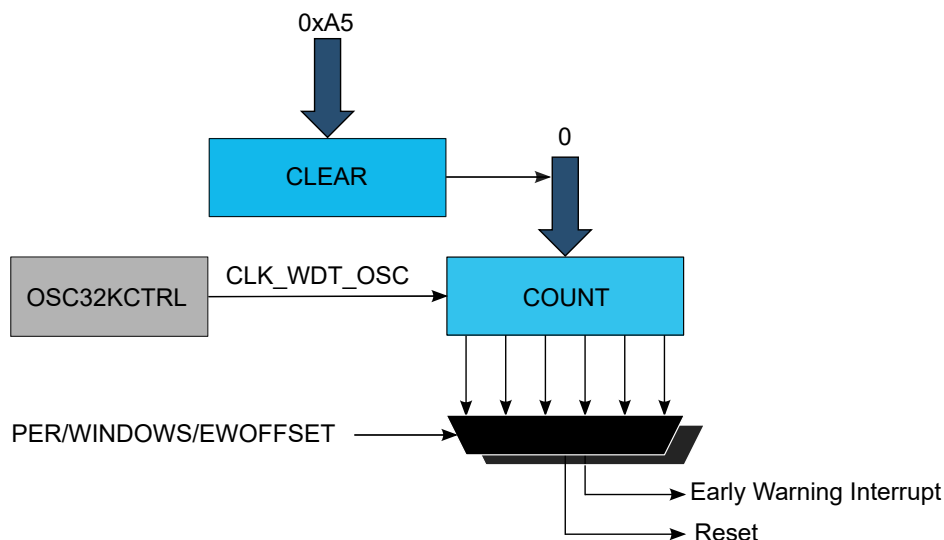 0xA5
0
CLEAR
CLK_WDT_OSC
OSC32KCTRL
COUNT
PER/WINDOWS/EWOFFSET
Early Warning Interrupt
Reset